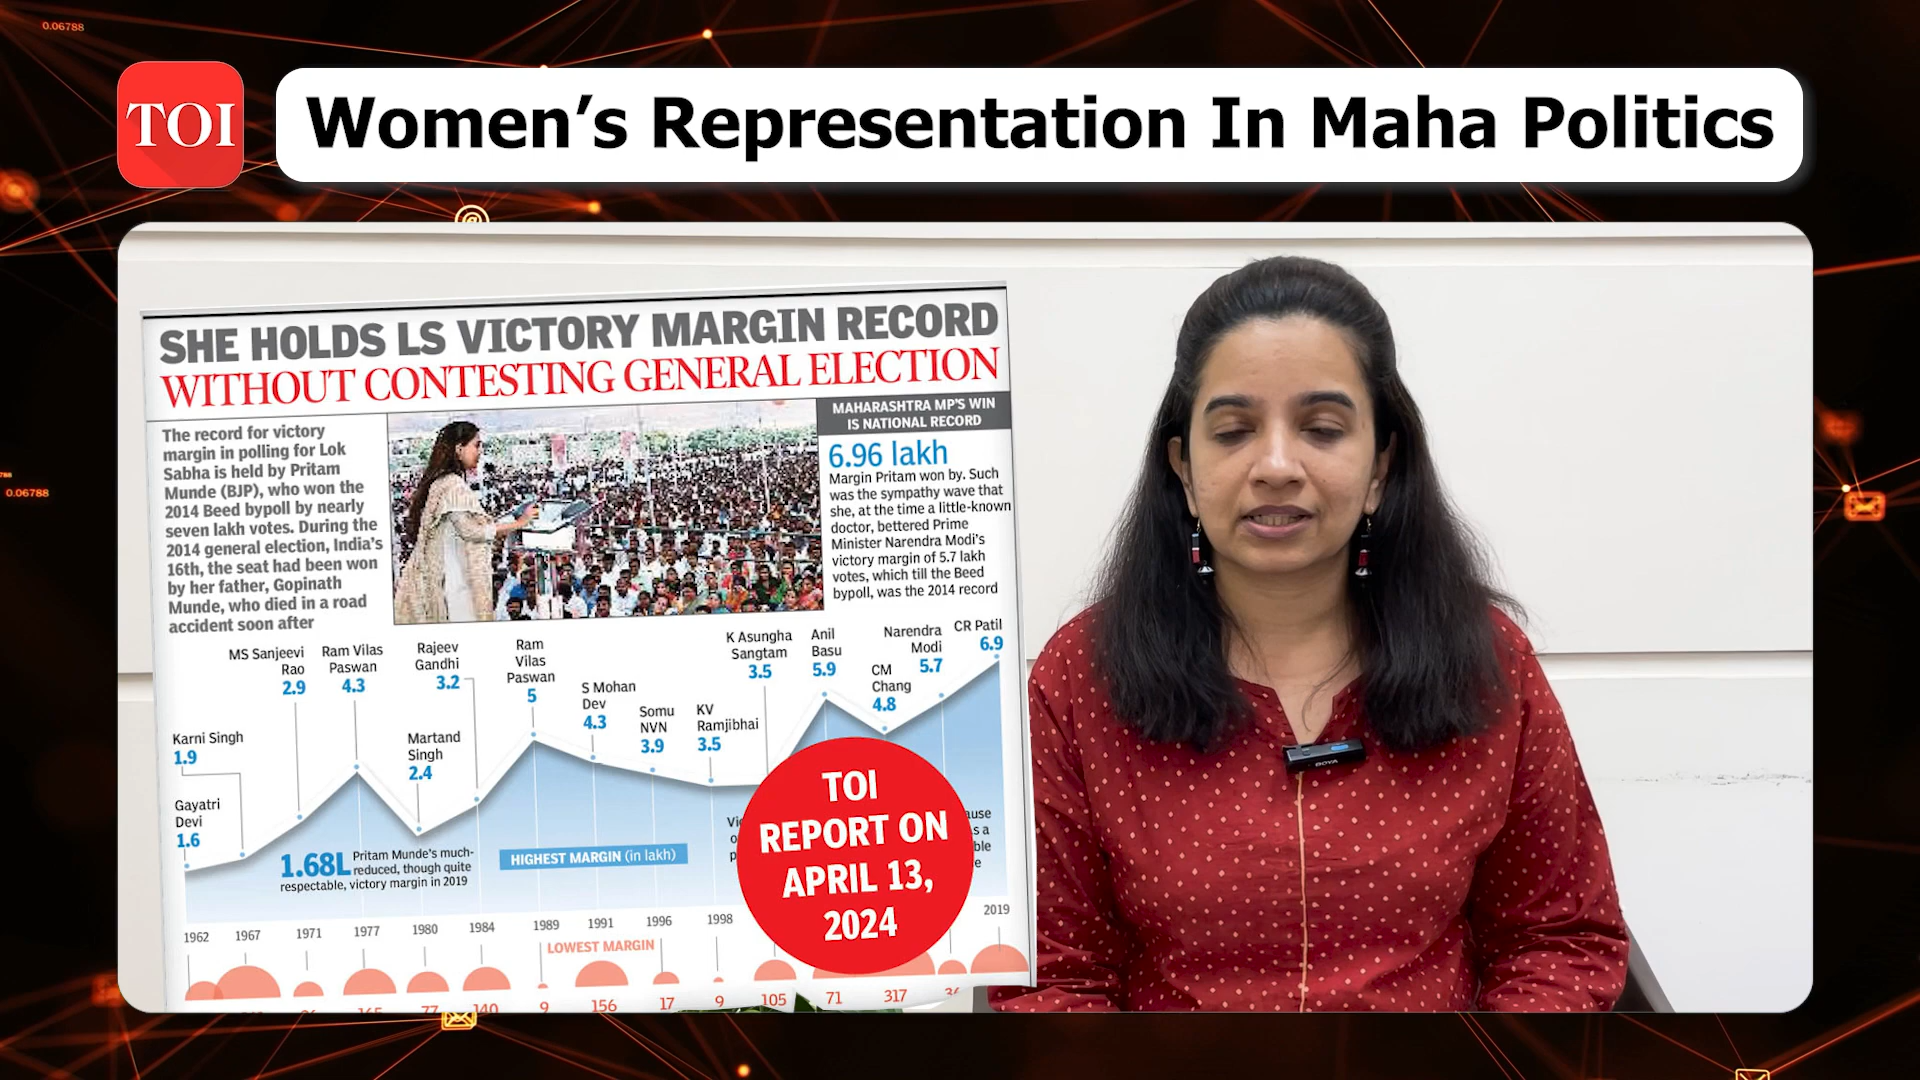 0.06788
TOI
Women’s Representation In Maha Politics
0.06788
SHE HOLDS LS VICTORY MARGIN RECORD
WITHOUT CONTESTING GENERAL ELECTION
The record for victory
margin in polling for Lok
Sabha is held by Pritam
Munde (BJP), who won the
2014 Beed bypoll by nearly
seven lakh votes. During the
2014 general election, India’s
16th, the seat had been won
by her father, Gopinath
Munde, who died in a road
accident soon after
MAHARASHTRA MP’S WIN
IS NATIONAL RECORD
6.96 lakh
Margin Pritam won by. Such
was the sympathy wave that
she, at the time a little-known
doctor, bettered Prime
Minister Narendra Modi’s
victory margin of 5.7 lakh
votes, which till the Beed
bypoll, was the 2014 record
Gayatri
Devi
1.6
Karni Singh
1.9
MS Sanjeevi
Rao
2.9
Ram Vilas
Paswan
4.3
Martand
Singh
2.4
Rajeev
Gandhi
3.2
Ram
Vilas
Paswan
5
S Mohan
Dev
4.3
Somu
NVN
3.9
KV
Ramjibhai
3.5
K Asungha
Sangtam
3.5
Anil
Basu
5.9
CM
Chang
4.8
Narendra
Modi
5.7
CR Patil
6.9
1.68L Pritam Munde’s much-
reduced, though quite
respectable, victory margin in 2019
HIGHEST MARGIN (in lakh)
TOI
REPORT ON
APRIL 13,
2024
1962 1967 1971 1977 1980 1984 1989 1991 1996 1998 2019
LOWEST MARGIN
165 77 140 9 156 17 9 105 71 317
BOYA